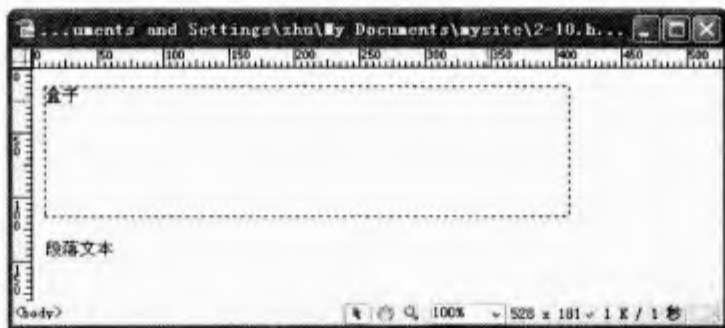 ...uments and Settings\zhu\My Documents\mysite\2-10.h...
0 50 100 150 200 250 300 350 400 450 500
盒子
段落文本
<body> 100% 528 x 181 1 K / 1 秒